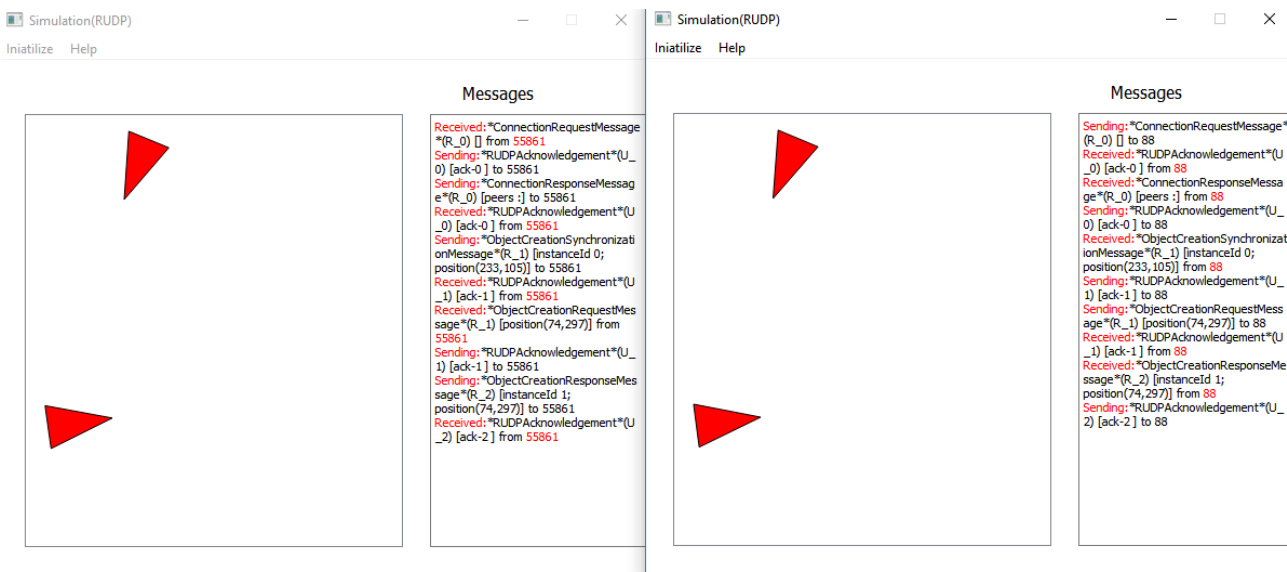 Simulation(RUDP)
Iniatilize Help
Messages
Received:*ConnectionRequestMessage
*(R_0) [] from 55861
Sending:*RUDPAcknowledgement*(U_
0) [ack-0 ] to 55861
Sending:*ConnectionResponseMessag
e*(R_0) [peers :] to 55861
Received:*RUDPAcknowledgement*(U
_0) [ack-0 ] from 55861
Sending:*ObjectCreationSynchronizati
onMessage*(R_1) [instanceId 0;
position(233,105)] to 55861
Received:*RUDPAcknowledgement*(U
_1) [ack-1 ] from 55861
Received:*ObjectCreationRequestMes
sage*(R_1) [position(74,297)] from
55861
Sending:*RUDPAcknowledgement*(U_
1) [ack-1 ] to 55861
Sending:*ObjectCreationResponseMes
sage*(R_2) [instanceId 1;
position(74,297)] to 55861
Received:*RUDPAcknowledgement*(U
_2) [ack-2 ] from 55861
Simulation(RUDP)
Iniatilize Help
Messages
Sending:*ConnectionRequestMessage*
(R_0) [] to 88
Received:*RUDPAcknowledgement*(U
_0) [ack-0 ] from 88
Received:*ConnectionResponseMessa
ge*(R_0) [peers :] from 88
Sending:*RUDPAcknowledgement*(U_
0) [ack-0 ] to 88
Received:*ObjectCreationSynchronizat
ionMessage*(R_1) [instanceId 0;
position(233,105)] from 88
Sending:*RUDPAcknowledgement*(U_
1) [ack-1 ] to 88
Sending:*ObjectCreationRequestMess
age*(R_1) [position(74,297)] to 88
Received:*RUDPAcknowledgement*(U
_1) [ack-1 ] from 88
Received:*ObjectCreationResponseMe
ssage*(R_2) [instanceId 1;
position(74,297)] from 88
Sending:*RUDPAcknowledgement*(U_
2) [ack-2 ] to 88